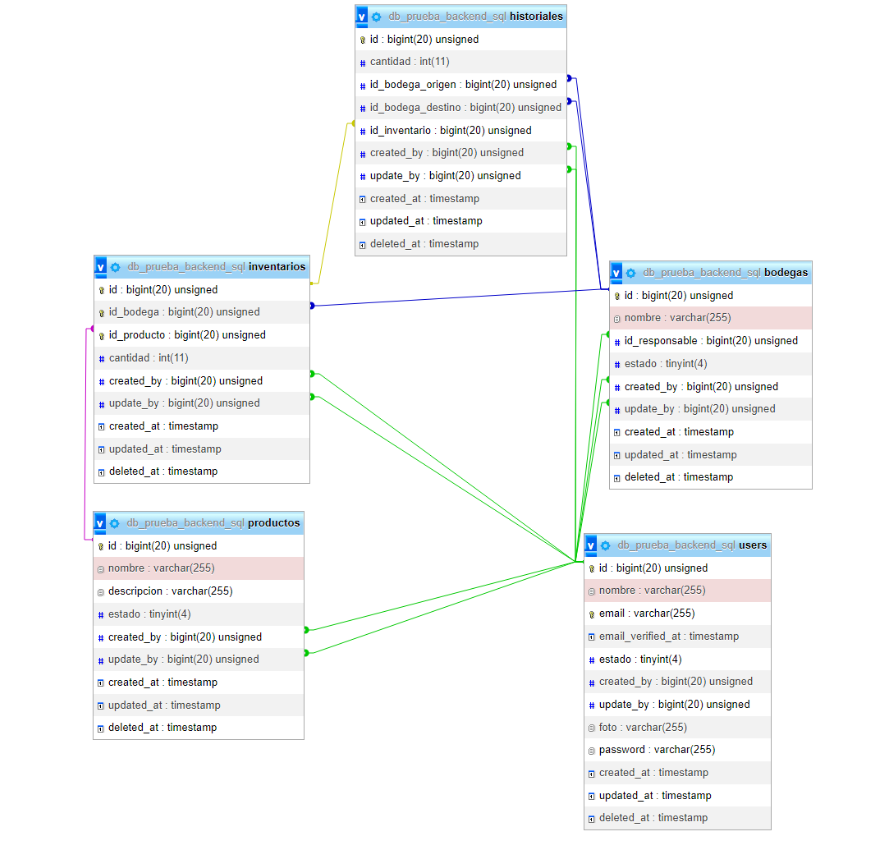 db_prueba_backend_sql historiales
id : bigint(20) unsigned
cantidad : int(11)
id_bodega_origen : bigint(20) unsigned
id_bodega_destino : bigint(20) unsigned
id_inventario : bigint(20) unsigned
created_by : bigint(20) unsigned
update_by : bigint(20) unsigned
created_at : timestamp
updated_at : timestamp
deleted_at : timestamp
db_prueba_backend_sql inventarios
id : bigint(20) unsigned
id_bodega : bigint(20) unsigned
id_producto : bigint(20) unsigned
cantidad : int(11)
created_by : bigint(20) unsigned
update_by : bigint(20) unsigned
created_at : timestamp
updated_at : timestamp
deleted_at : timestamp
db_prueba_backend_sql bodegas
id : bigint(20) unsigned
nombre : varchar(255)
id_responsable : bigint(20) unsigned
estado : tinyint(4)
created_by : bigint(20) unsigned
update_by : bigint(20) unsigned
created_at : timestamp
updated_at : timestamp
deleted_at : timestamp
db_prueba_backend_sql productos
id : bigint(20) unsigned
nombre : varchar(255)
descripcion : varchar(255)
estado : tinyint(4)
created_by : bigint(20) unsigned
update_by : bigint(20) unsigned
created_at : timestamp
updated_at : timestamp
deleted_at : timestamp
db_prueba_backend_sql users
id : bigint(20) unsigned
nombre : varchar(255)
email : varchar(255)
email_verified_at : timestamp
estado : tinyint(4)
created_by : bigint(20) unsigned
update_by : bigint(20) unsigned
foto : varchar(255)
password : varchar(255)
created_at : timestamp
updated_at : timestamp
deleted_at : timestamp